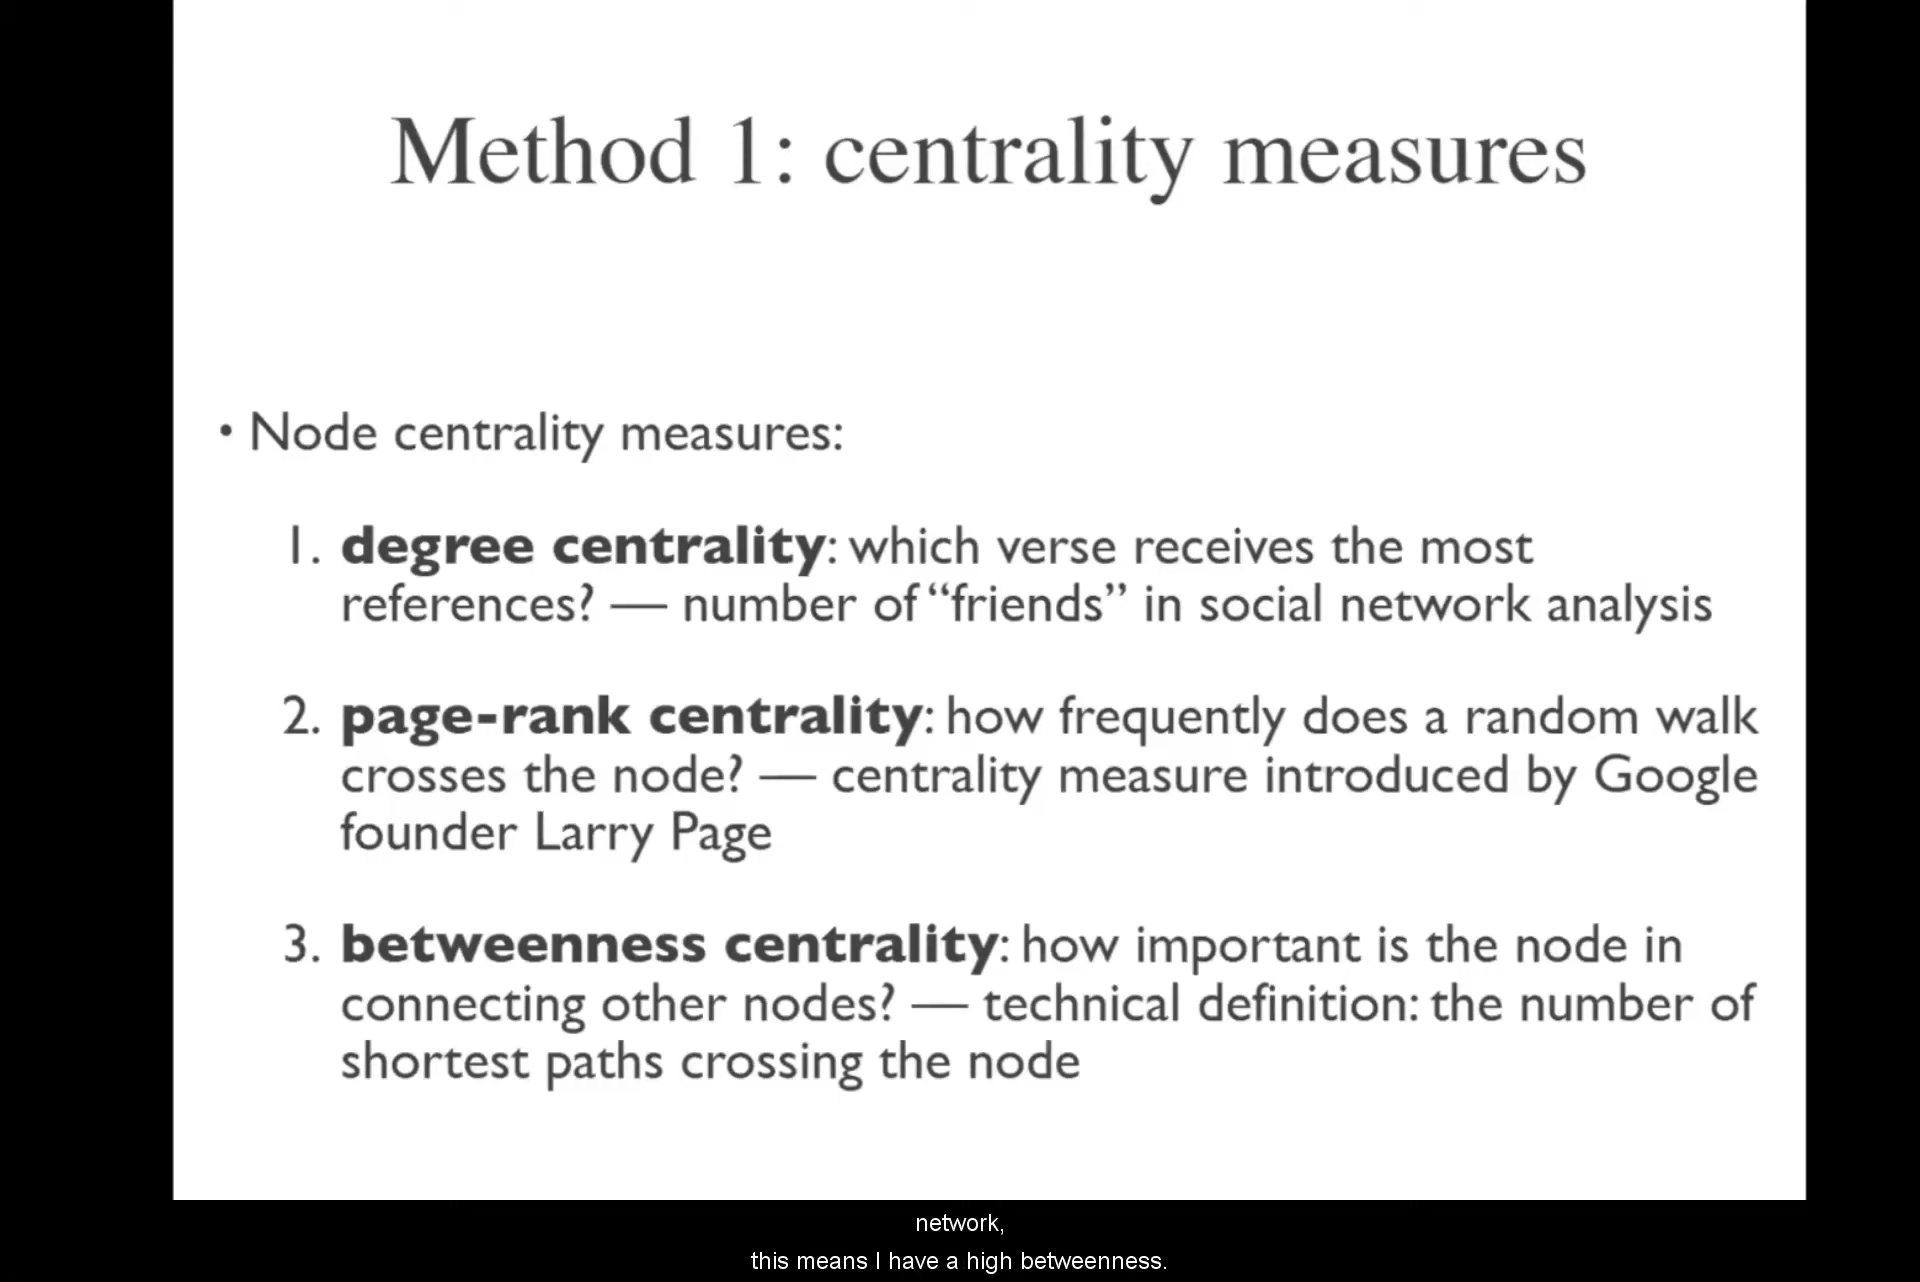 Method 1: centrality measures
• Node centrality measures:
1. degree centrality: which verse receives the most
references? — number of “friends” in social network analysis
2. page-rank centrality: how frequently does a random walk
crosses the node? — centrality measure introduced by Google
founder Larry Page
3. betweenness centrality: how important is the node in
connecting other nodes? — technical definition: the number of
shortest paths crossing the node
network,
this means I have a high betweenness.